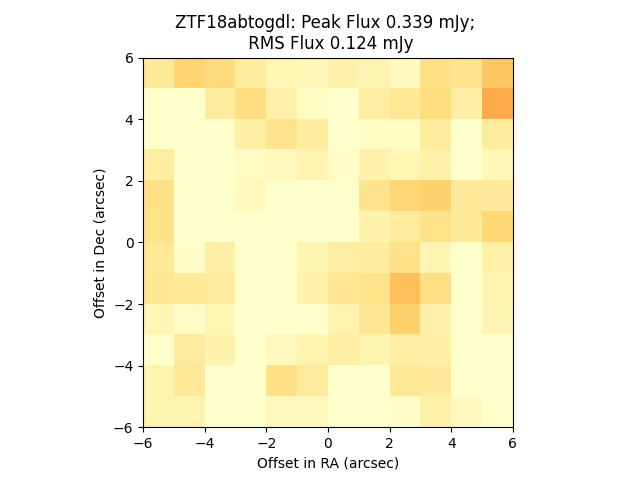 ZTF18abtogdl: Peak Flux 0.339 mJy;
RMS Flux 0.124 mJy
6
4
2
0
−2
−4
−6
Offset in Dec (arcsec)
−6 −4 −2 0 2 4 6
Offset in RA (arcsec)